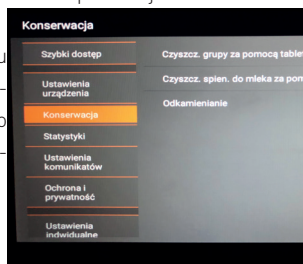 Konserwacja
Szybki dostęp
Ustawienia
urządzenia
Konserwacja
Statystyki
Ustawienia
komunikatów
Ochrona i
prywatność
Ustawienia
indwidualne
Czyszcz. grupy za pomocą tablet
Czyszcz. spien. do mleka za pom
Odkamienianie